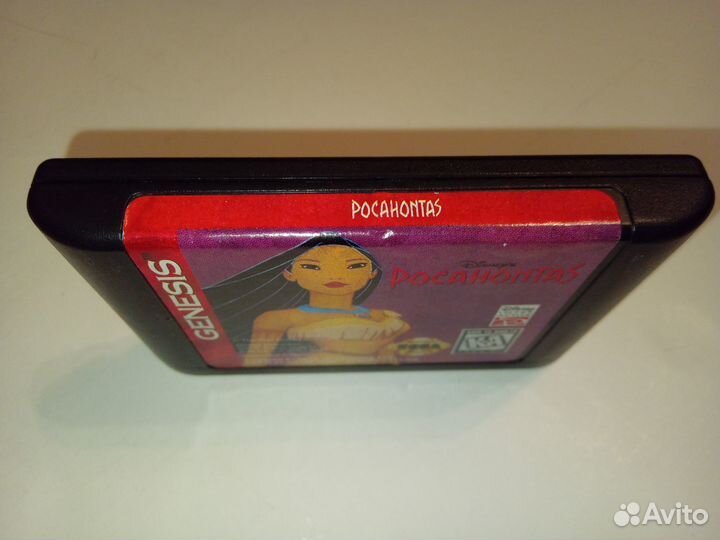 POCAHONTAS
GENESIS
Disney's
POCAHONTAS
SEGA
K-A
Avito